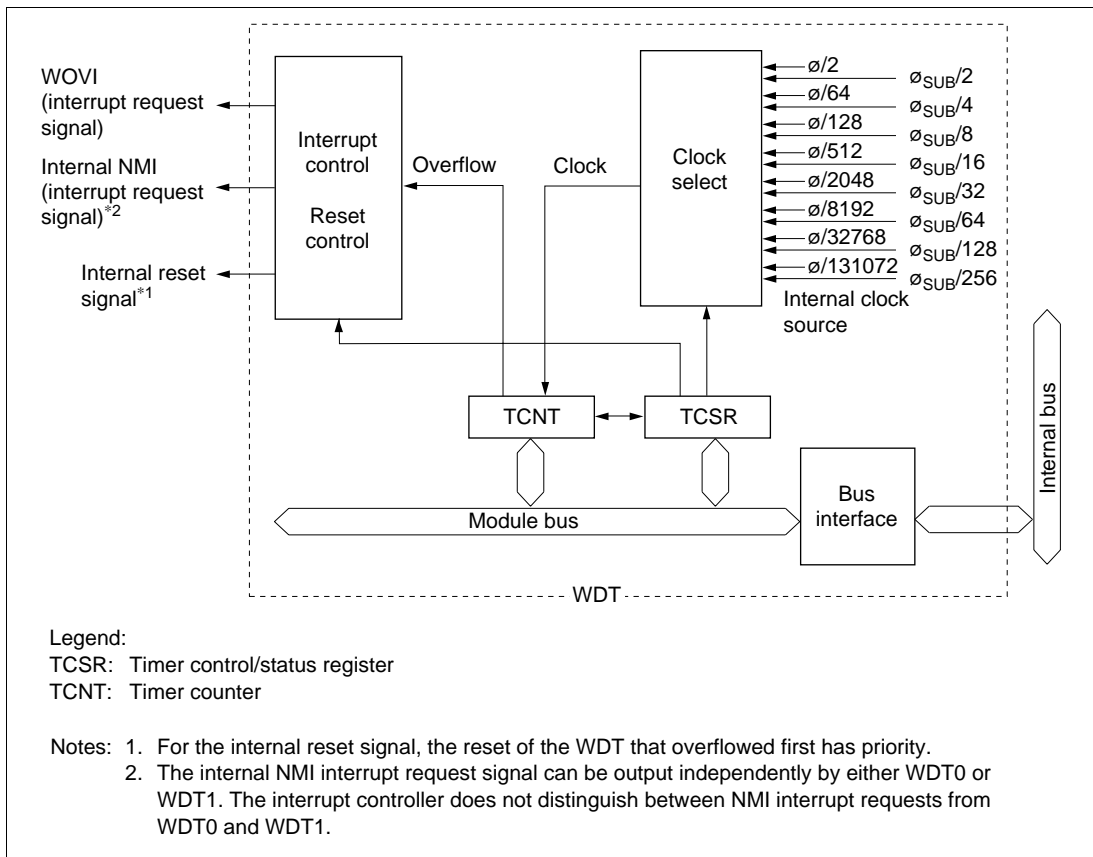 WOVI
(interrupt request
signal)
Internal NMI
(interrupt request
signal)*2
Internal reset
signal*1
Interrupt
control
Reset
control
Overflow
Clock
Clock
select
ø/2
øSUB/2
ø/64
øSUB/4
ø/128
øSUB/8
ø/512
øSUB/16
ø/2048
øSUB/32
ø/8192
øSUB/64
ø/32768
øSUB/128
ø/131072
øSUB/256
Internal clock
source
TCNT
TCSR
Module bus
Bus
interface
Internal bus
WDT
Legend:
TCSR: Timer control/status register
TCNT: Timer counter
Notes: 1. For the internal reset signal, the reset of the WDT that overflowed first has priority.
2. The internal NMI interrupt request signal can be output independently by either WDT0 or
WDT1. The interrupt controller does not distinguish between NMI interrupt requests from
WDT0 and WDT1.